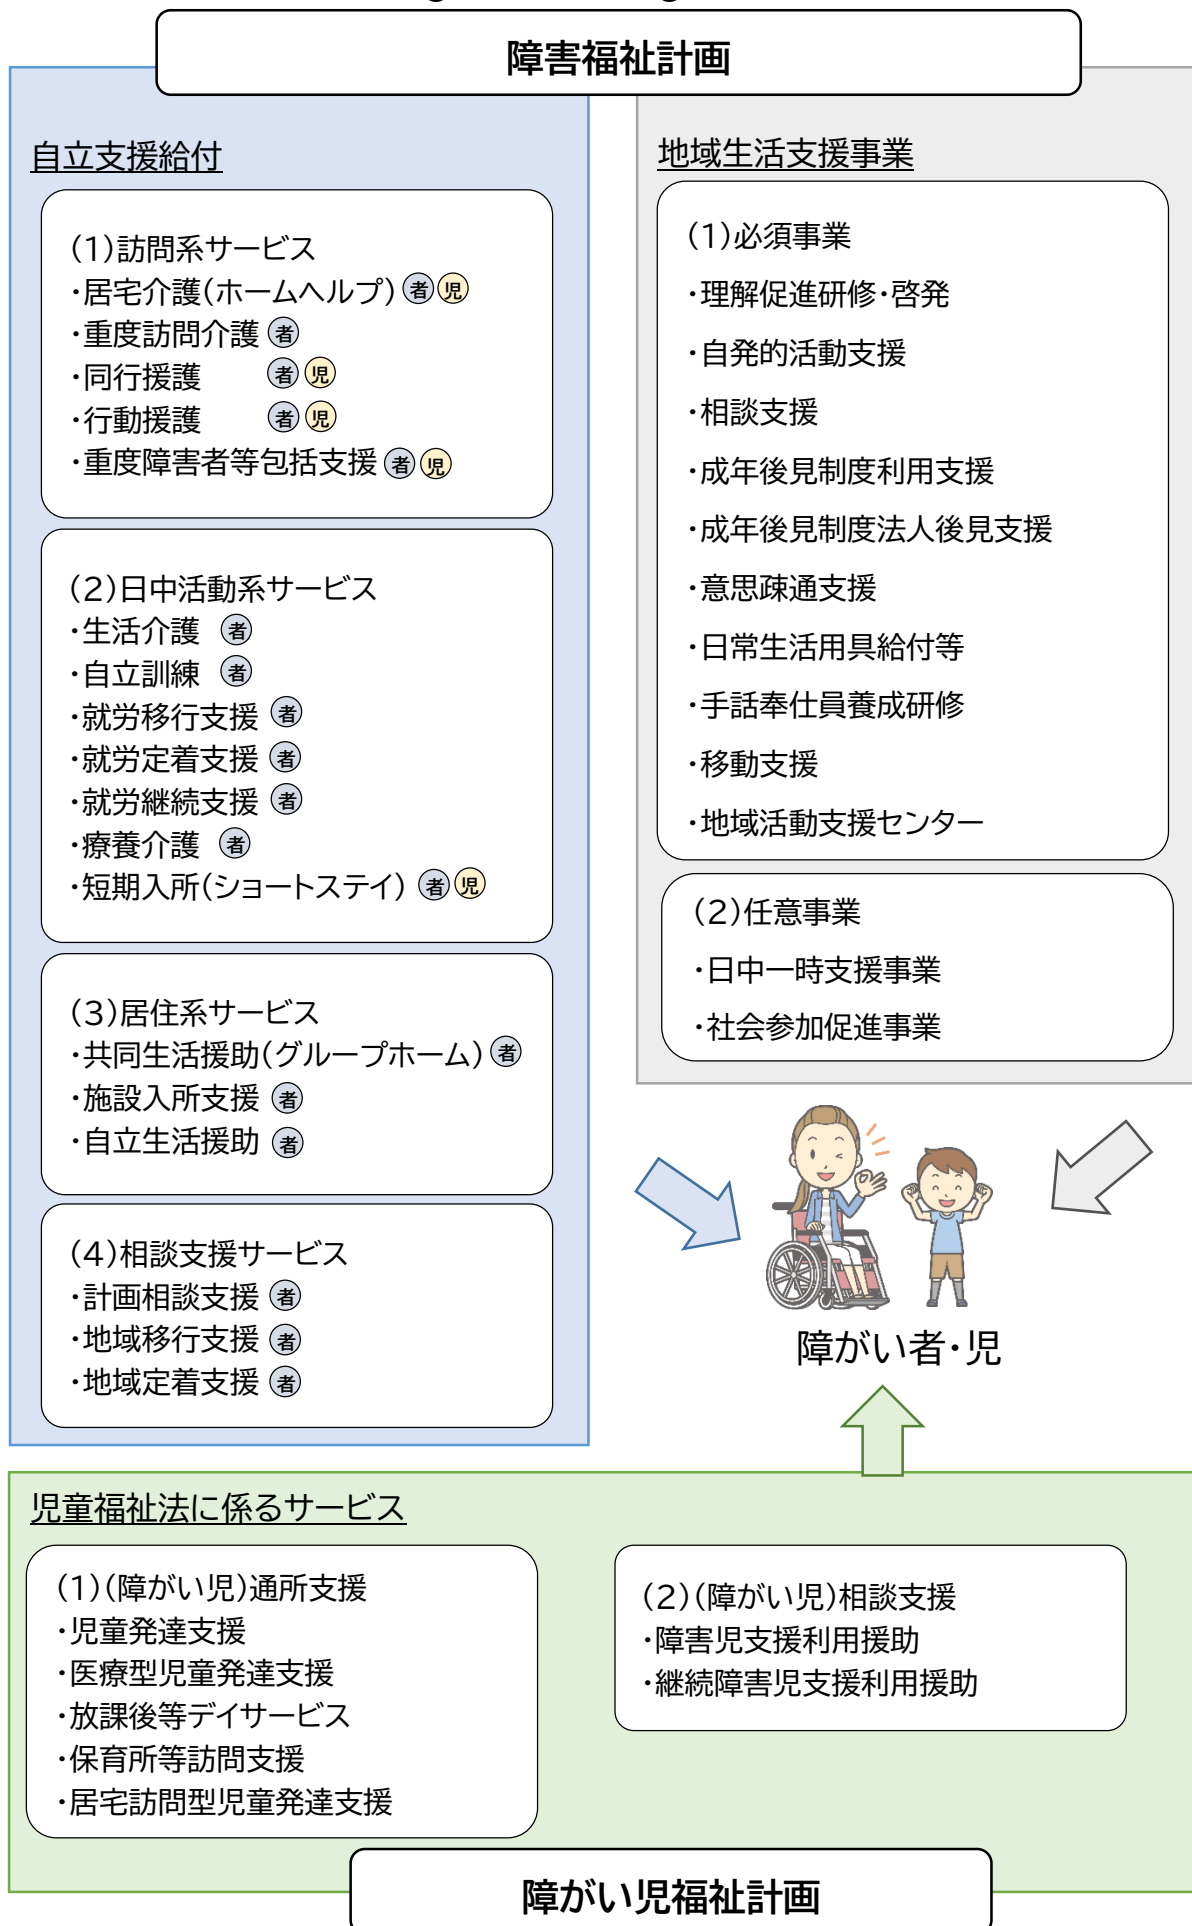 障害福祉計画
自立支援給付
(1)訪問系サービス
・居宅介護(ホームヘルプ) 者 児
・重度訪問介護 者
・同行援護 者 児
・行動援護 者 児
・重度障害者等包括支援 者 児
(2)日中活動系サービス
・生活介護 者
・自立訓練 者
・就労移行支援 者
・就労定着支援 者
・就労継続支援 者
・療養介護 者
・短期入所(ショートステイ) 者 児
(3)居住系サービス
・共同生活援助(グループホーム) 者
・施設入所支援 者
・自立生活援助 者
(4)相談支援サービス
・計画相談支援 者
・地域移行支援 者
・地域定着支援 者
地域生活支援事業
(1)必須事業
・理解促進研修・啓発
・自発的活動支援
・相談支援
・成年後見制度利用支援
・成年後見制度法人後見支援
・意思疎通支援
・日常生活用具給付等
・手話奉仕員養成研修
・移動支援
・地域活動支援センター
(2)任意事業
・日中一時支援事業
・社会参加促進事業
障がい者・児
児童福祉法に係るサービス
(1)(障がい児)通所支援
・児童発達支援
・医療型児童発達支援
・放課後等デイサービス
・保育所等訪問支援
・居宅訪問型児童発達支援
(2)(障がい児)相談支援
・障害児支援利用援助
・継続障害児支援利用援助
障がい児福祉計画